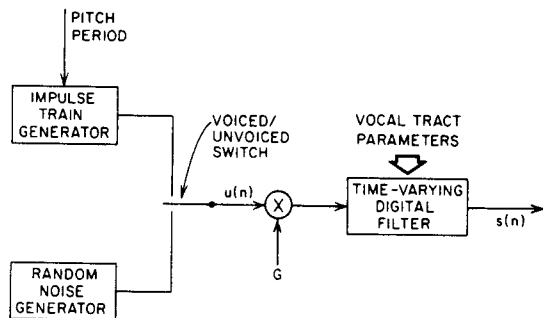 PITCH
PERIOD
IMPULSE
TRAIN
GENERATOR
VOICED/
UNVOICED
SWITCH
VOCAL TRACT
PARAMETERS
u(n)
X
TIME-VARYING
DIGITAL
FILTER
s(n)
G
RANDOM
NOISE
GENERATOR